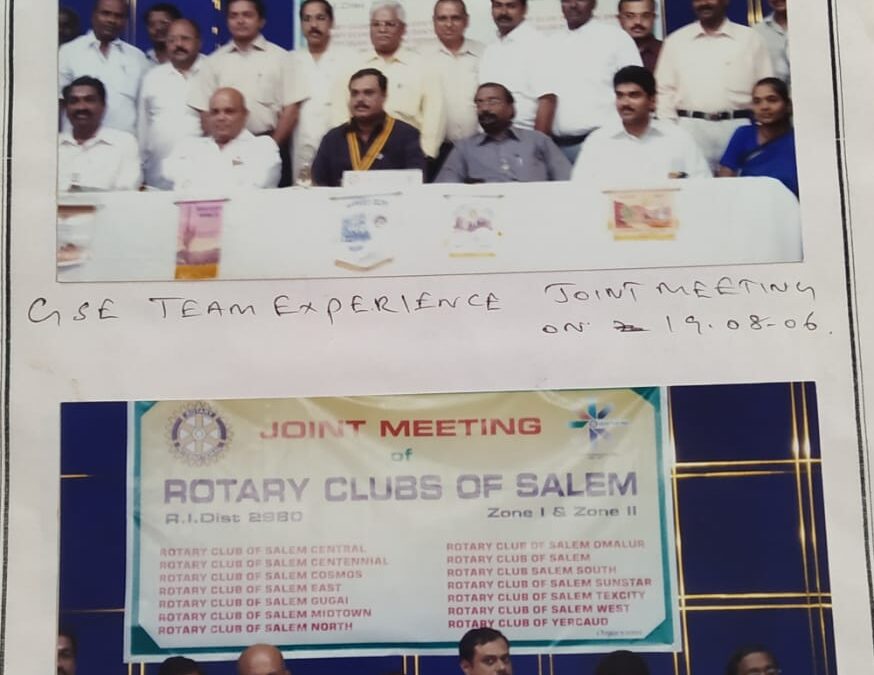 GSE TEAM EXPERIENCE JOINT MEETING
ON 19.08-06.
ROTARY
JOINT MEETING
of
ROTARY CLUBS OF SALEM
R.I.Dist 2980
Zone I & Zone II
ROTARY CLUB OF SALEM CENTRAL
ROTARY CLUB OF SALEM CENTENNIAL
ROTARY CLUB OF SALEM COSMOS
ROTARY CLUB OF SALEM EAST
ROTARY CLUB OF SALEM GUGAI
ROTARY CLUB OF SALEM MIDTOWN
ROTARY CLUB OF SALEM NORTH
ROTARY CLUB OF SALEM OMALUR
ROTARY CLUB OF SALEM
ROTARY CLUB SALEM SOUTH
ROTARY CLUB OF SALEM SUNSTAR
ROTARY CLUB OF SALEM TEXCITY
ROTARY CLUB OF SALEM WEST
ROTARY CLUB OF YERCAUD